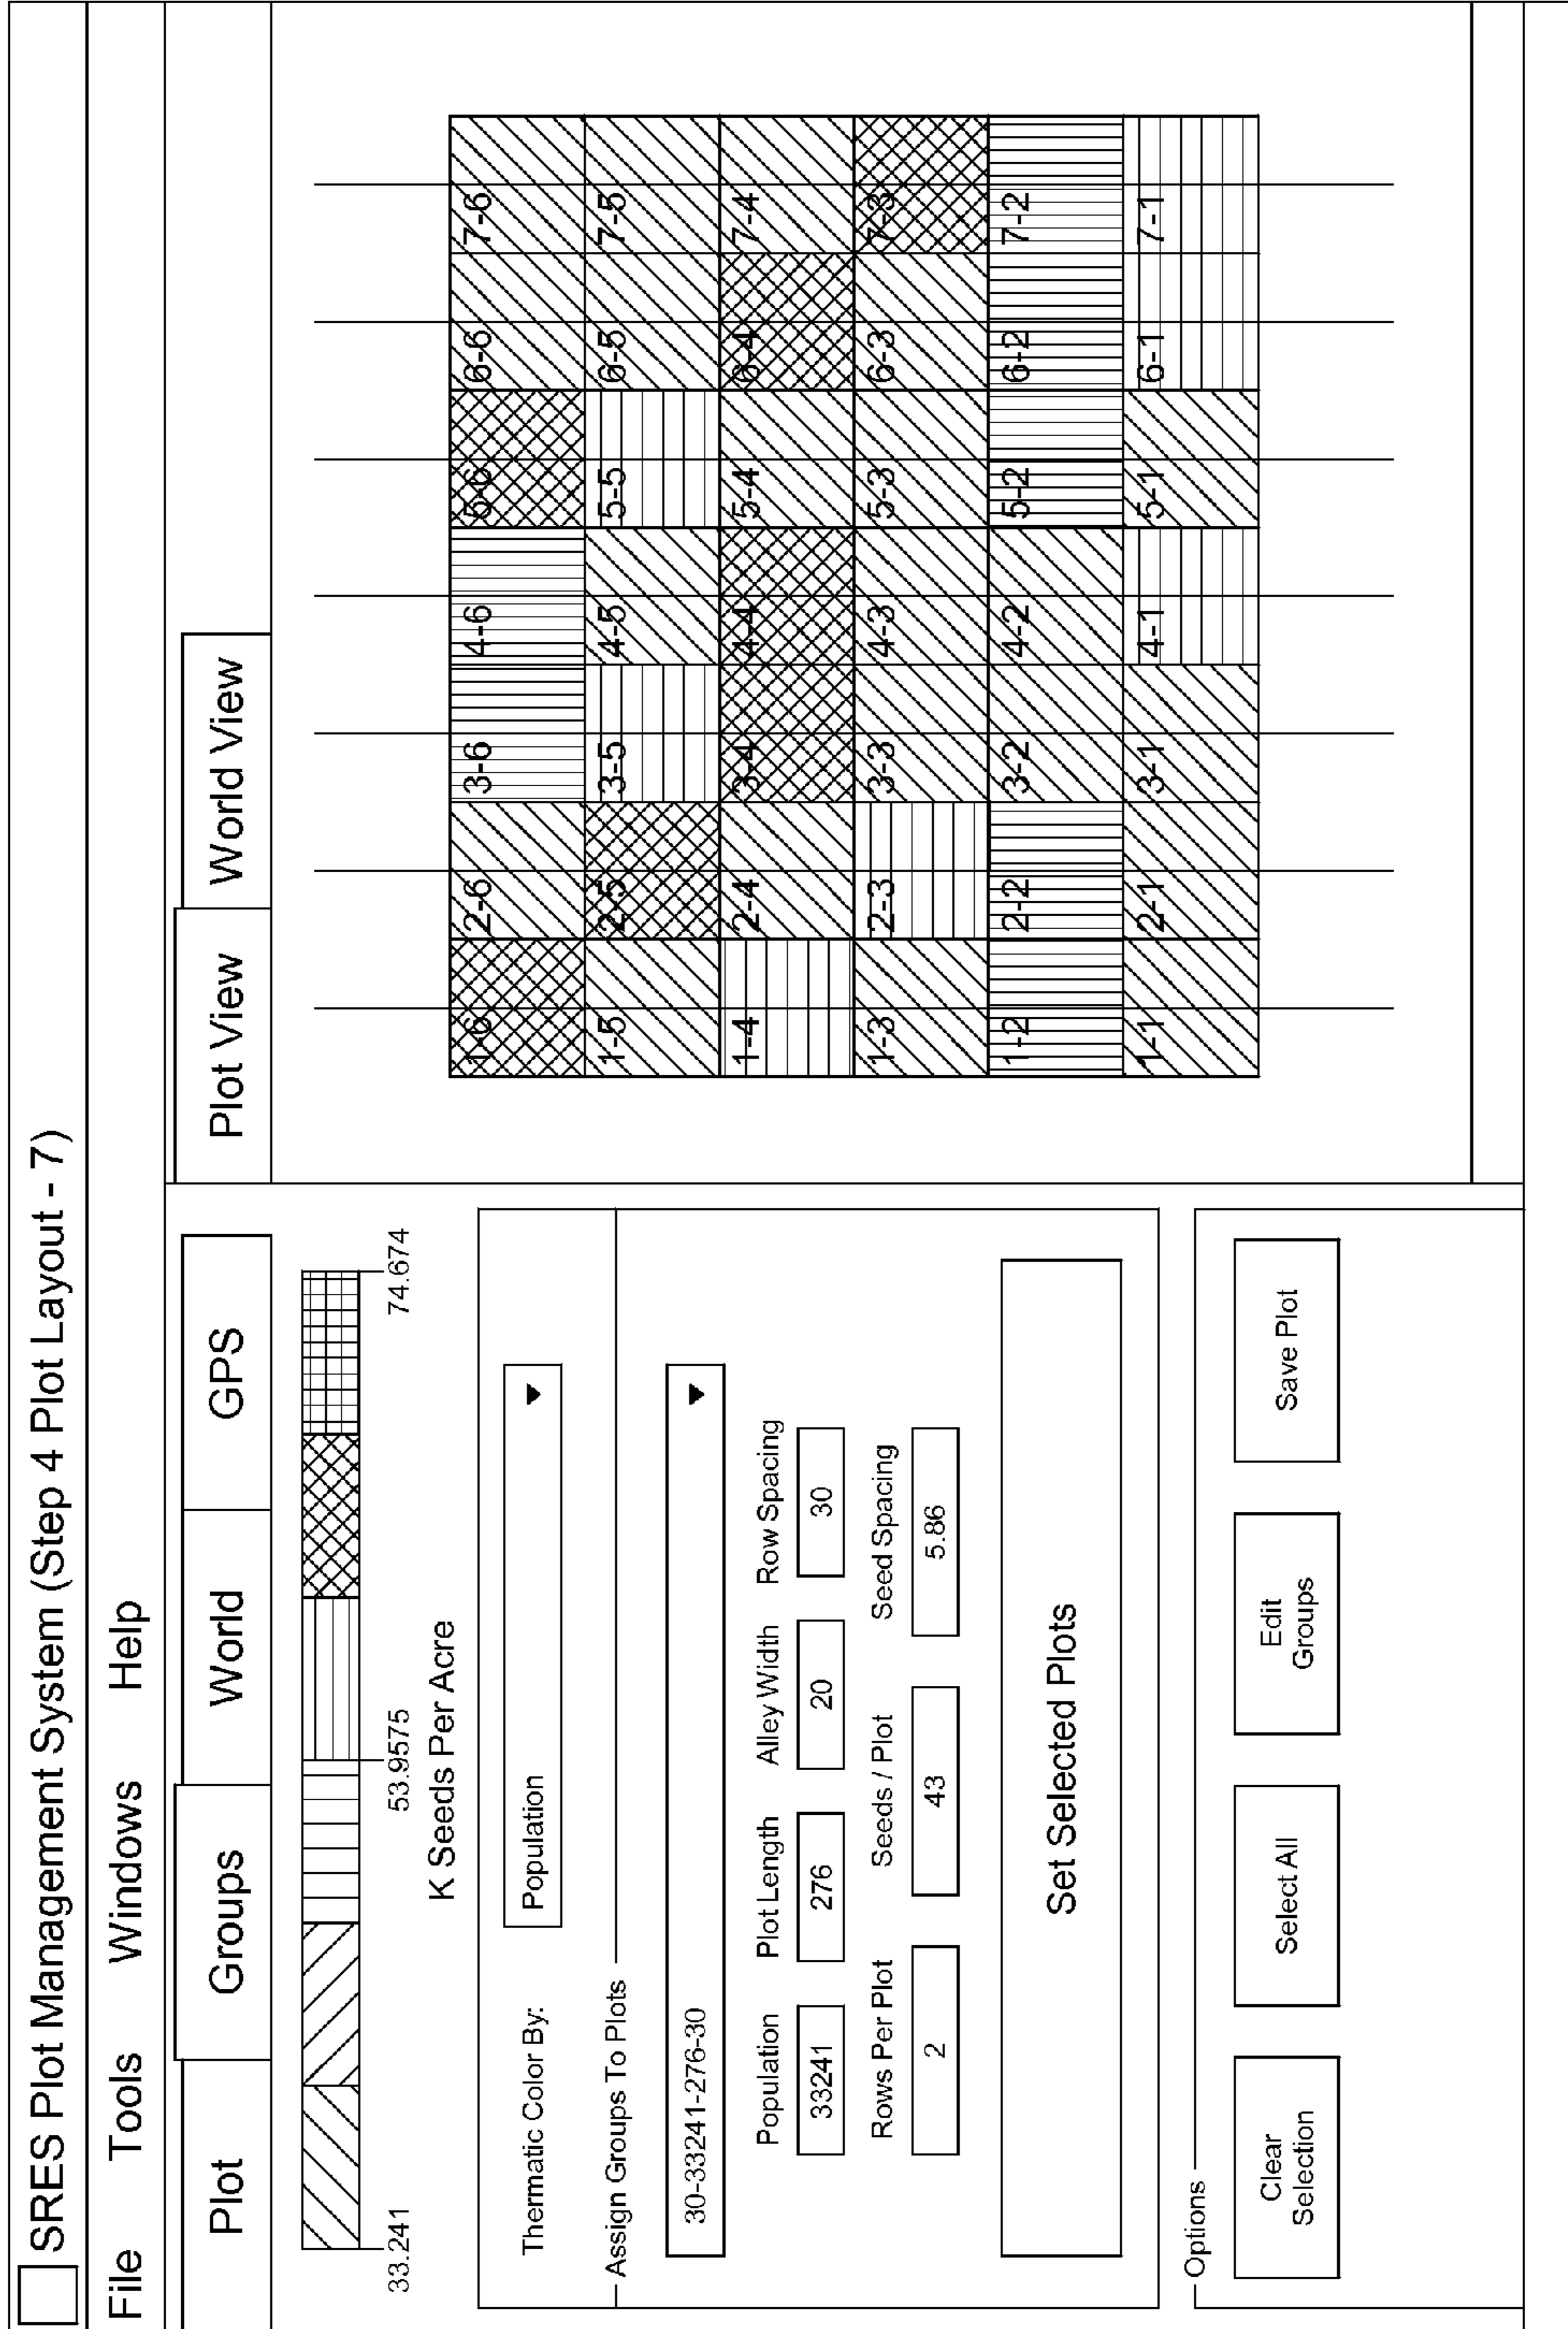 SRES Plot Management System (Step 4 Plot Layout - 7)
File Tools Windows Help
Plot Groups World GPS
Plot View World View
33.241 53.9575 74.674
K Seeds Per Acre
Thermatic Color By: Population
Assign Groups To Plots
30-33241-276-30
Population Plot Length Alley Width Row Spacing
33241 276 20 30
Rows Per Plot Seeds / Plot Seed Spacing
2 43 5.86
Set Selected Plots
Options
Clear Selection
Select All
Edit Groups
Save Plot
1-6 2-6 3-6 4-6 5-6 6-6 7-6
1-5 2-5 3-5 4-5 5-5 6-5 7-5
1-4 2-4 3-4 4-4 5-4 6-4 7-4
1-3 2-3 3-3 4-3 5-3 6-3 7-3
1-2 2-2 3-2 4-2 5-2 6-2 7-2
1-1 2-1 3-1 4-1 5-1 6-1 7-1